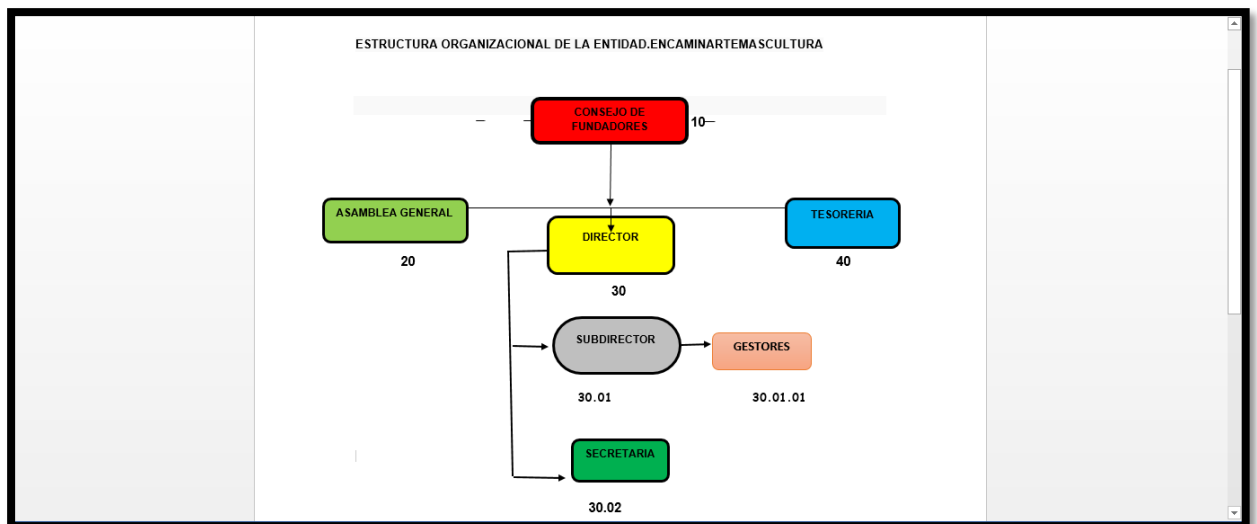 ESTRUCTURA ORGANIZACIONAL DE LA ENTIDAD.ENCAMINARTEMASCULTURA
CONSEJO DE
FUNDADORES
10
ASAMBLEA GENERAL
TESORERIA
DIRECTOR
20
40
30
SUBDIRECTOR
GESTORES
30.01
30.01.01
SECRETARIA
30.02